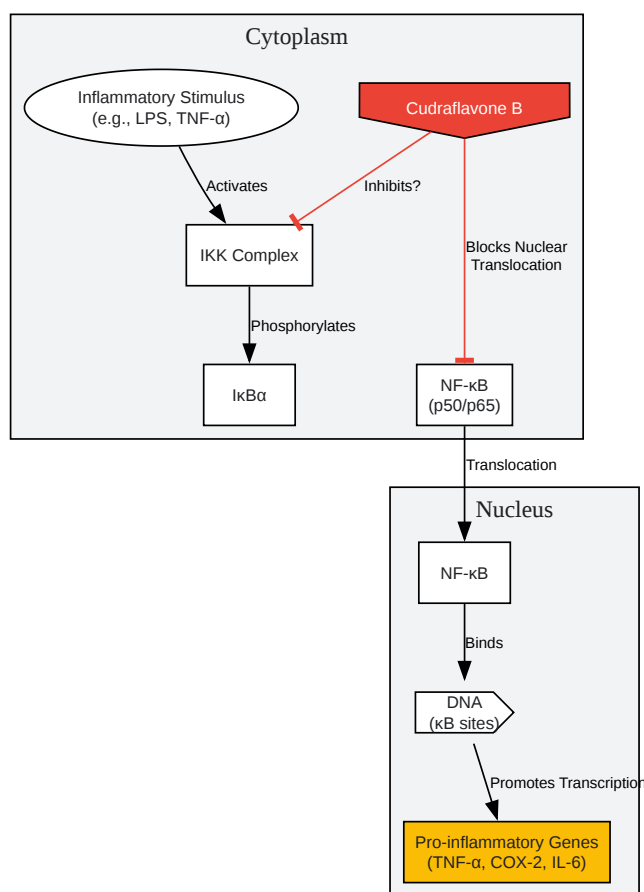 Cytoplasm
Inflammatory Stimulus
(e.g., LPS, TNF-α)
Cudraflavone B
Activates
Inhibits?
IKK Complex
Blocks Nuclear
Translocation
Phosphorylates
IκBα
NF-κB
(p50/p65)
Translocation
Nucleus
NF-κB
Binds
DNA
(κB sites)
Promotes Transcription
Pro-inflammatory Genes
(TNF-α, COX-2, IL-6)